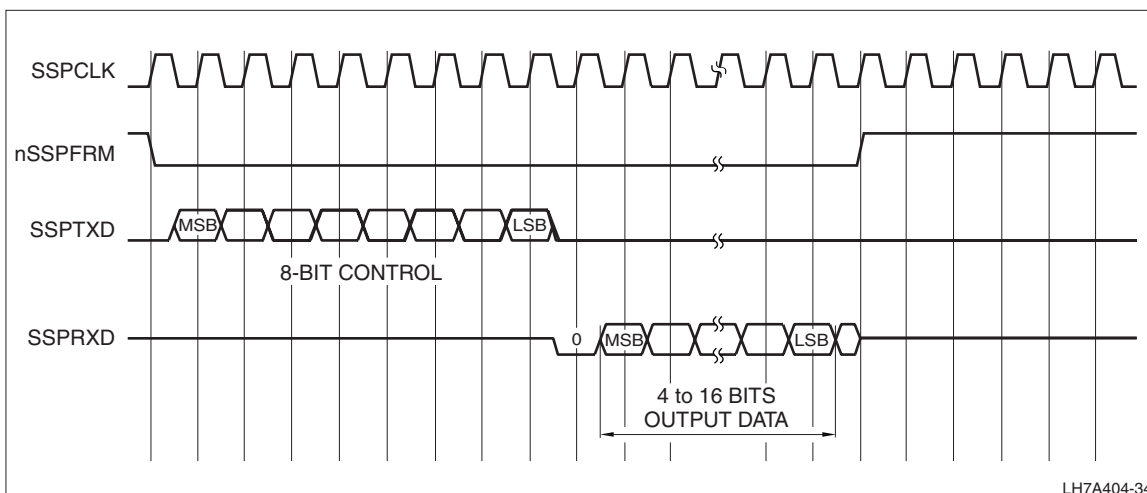 SSPCLK
nSSPFRM
SSPTXD
MSB
LSB
8-BIT CONTROL
SSPRXD
0
MSB
LSB
4 to 16 BITS
OUTPUT DATA
LH7A404-34